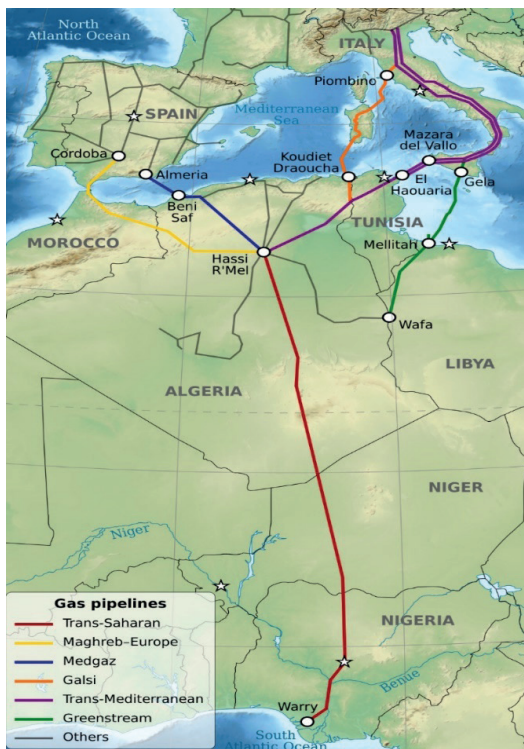 North
Atlantic Ocean
ITALY
Piombino
SPAIN
Mediterranean
Sea
Cordoba
Almeria
Koudiet
Draoucha
Mazara
del Vallo
El
Haouaria
Gela
Beni
Saf
TUNISIA
MOROCCO
Mellitah
Hassi
R'Mel
Wafa
LIBYA
ALGERIA
NIGER
Niger
Gas pipelines
Trans-Saharan
Maghreb–Europe
Medgaz
Galsi
Trans-Mediterranean
Greenstream
Others
NIGERIA
Benue
Warry
South
Atlantic Ocean